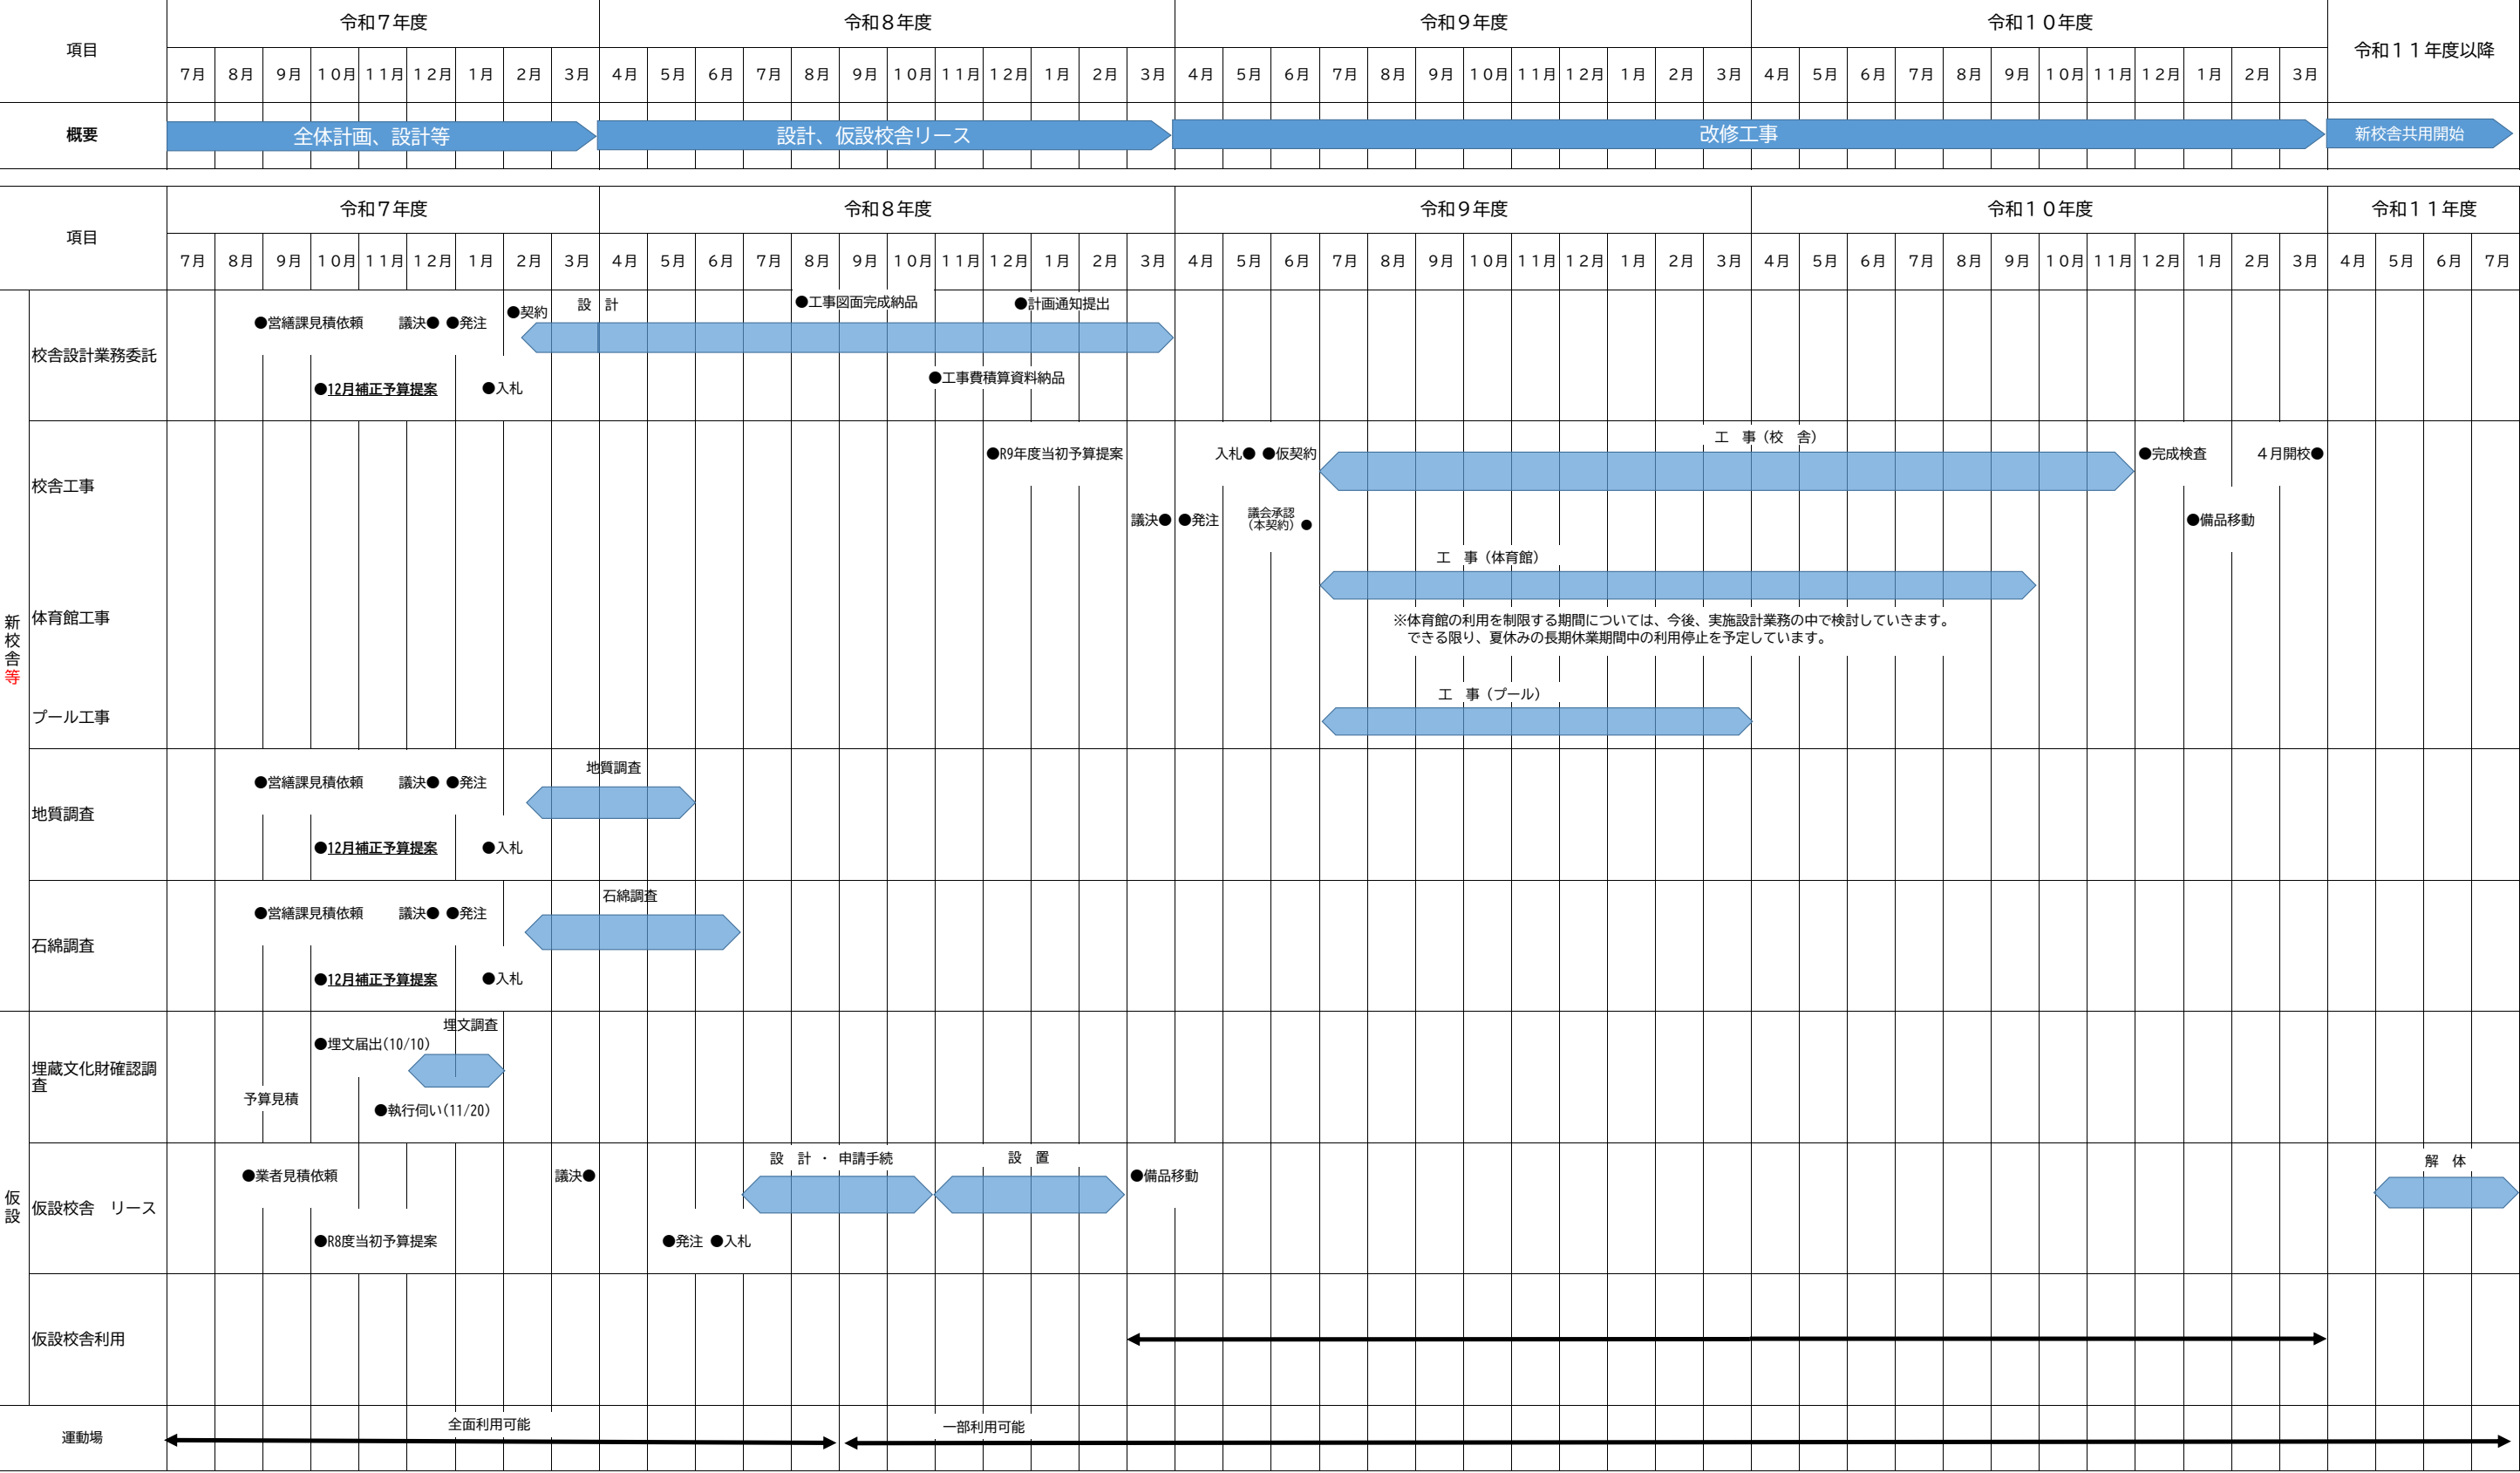 項目
令和７年度
令和８年度
令和９年度
令和１０年度
令和１１年度以降
7月 8月 9月 １０月 １１月 １２月 1月 2月 3月 4月 5月 6月 7月 8月 9月 １０月 １１月 １２月 1月 2月 3月 4月 5月 6月 7月 8月 9月 １０月 １１月 １２月 1月 2月 3月 4月 5月 6月 7月 8月 9月 １０月 １１月 １２月 1月 2月 3月
概要
全体計画、設計等
設計、仮設校舎リース
改修工事
新校舎共用開始
項目
令和７年度
令和８年度
令和９年度
令和１０年度
令和１１年度
7月 8月 9月 １０月 １１月 １２月 1月 2月 3月 4月 5月 6月 7月 8月 9月 １０月 １１月 １２月 1月 2月 3月 4月 5月 6月 7月 8月 9月 １０月 １１月 １２月 1月 2月 3月 4月 5月 6月 7月 8月 9月 １０月 １１月 １２月 1月 2月 3月 4月 5月 6月 7月
新校舎等
校舎設計業務委託
●営繕課見積依頼
議決●
●発注
●契約
設　計
●工事図面完成納品
●計画通知提出
●12月補正予算提案
●入札
●工事費積算資料納品
校舎工事
●R9年度当初予算提案
入札●
●仮契約
工　事（校　舎）
●完成検査
４月開校●
議決●
●発注
議会承認
（本契約）●
●備品移動
体育館工事
工　事（体育館）
※体育館の利用を制限する期間については、今後、実施設計業務の中で検討していきます。
できる限り、夏休みの長期休業期間中の利用停止を予定しています。
プール工事
工　事（プール）
地質調査
●営繕課見積依頼
議決●
●発注
地質調査
●12月補正予算提案
●入札
石綿調査
●営繕課見積依頼
議決●
●発注
石綿調査
●12月補正予算提案
●入札
仮設
埋蔵文化財確認調
査
埋文調査
●埋文届出(10/10)
予算見積
●執行伺い(11/20)
仮設校舎　リース
●業者見積依頼
議決●
設　計 ・ 申請手続
設　置
●備品移動
解　体
●R8度当初予算提案
●発注
●入札
仮設校舎利用
運動場
全面利用可能
一部利用可能